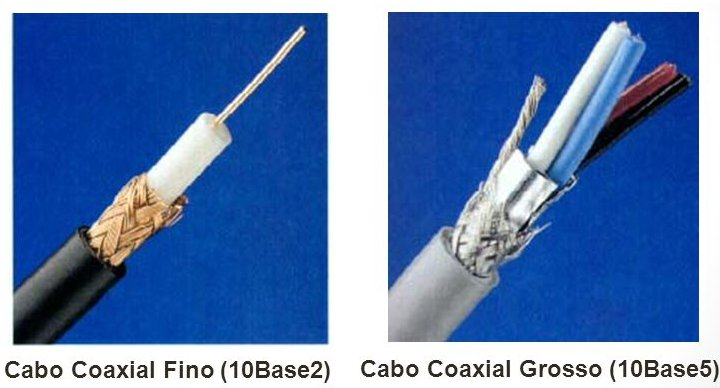 Cabo Coaxial Fino (10Base2)
Cabo Coaxial Grosso (10Base5)